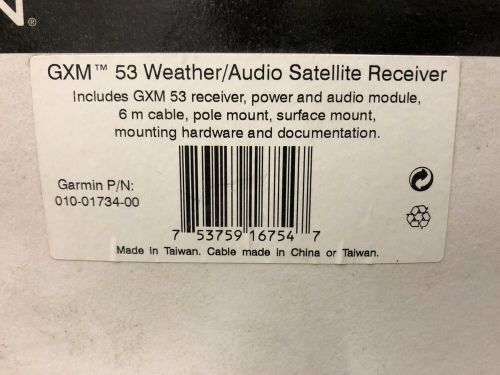 N®
GXM™ 53 Weather/Audio Satellite Receiver
Includes GXM 53 receiver, power and audio module,
6 m cable, pole mount, surface mount,
mounting hardware and documentation.
Garmin P/N:
010-01734-00
7 53759 16754 7
Made in Taiwan. Cable made in China or Taiwan.